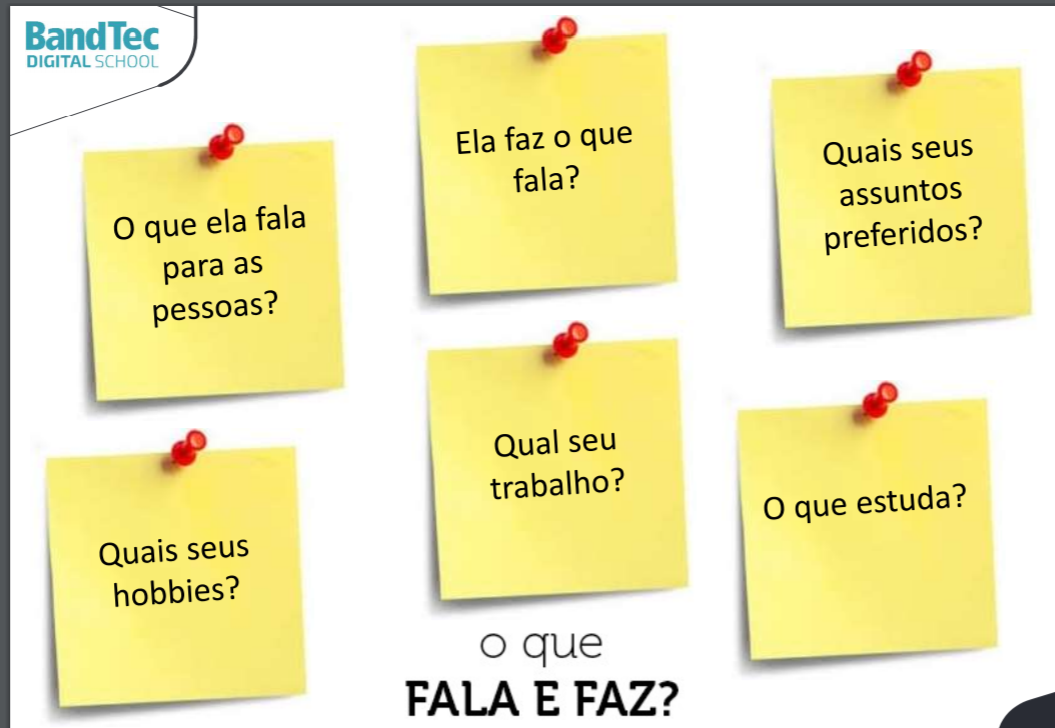 BandTec
DIGITAL SCHOOL
O que ela fala
para as
pessoas?
Ela faz o que
fala?
Quais seus
assuntos
preferidos?
Quais seus
hobbies?
Qual seu
trabalho?
O que estuda?
o que
FALA E FAZ?